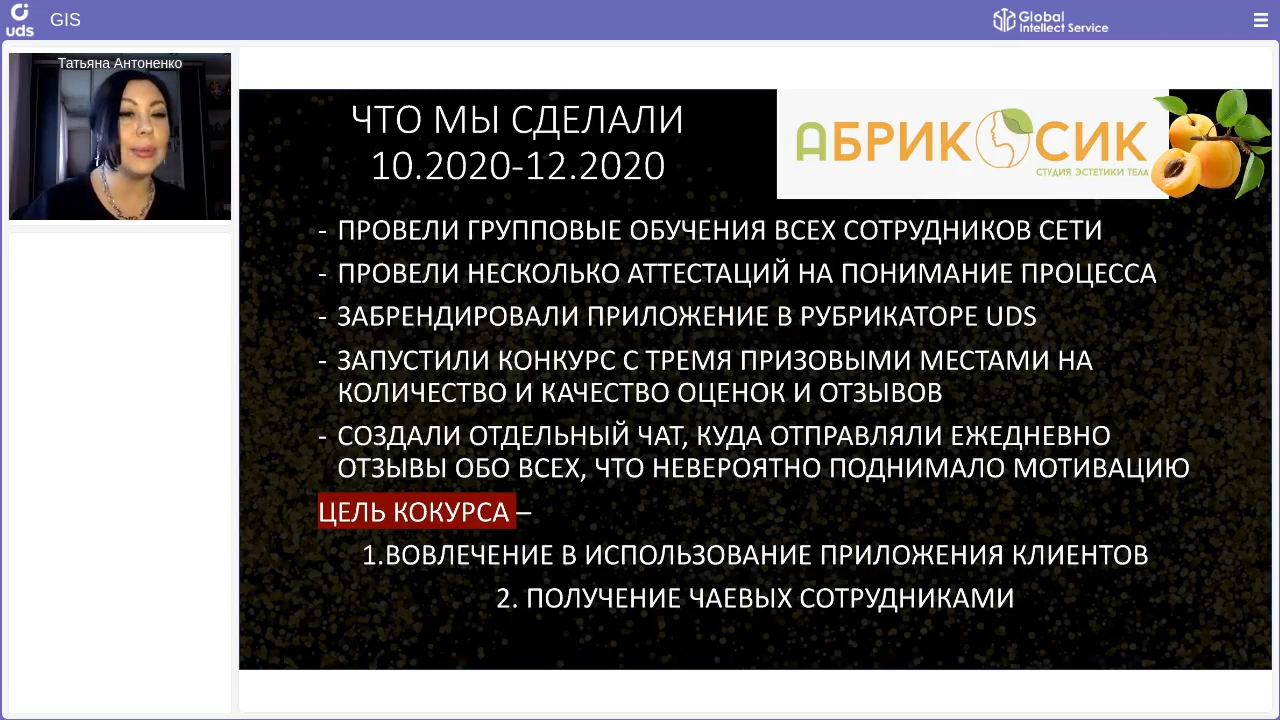 uds
GIS
Global
Intellect Service
Татьяна Антоненко
ЧТО МЫ СДЕЛАЛИ
10.2020-12.2020
АБРИКОСИК
СТУДИЯ ЭСТЕТИКИ ТЕЛА
- ПРОВЕЛИ ГРУППОВЫЕ ОБУЧЕНИЯ ВСЕХ СОТРУДНИКОВ СЕТИ
- ПРОВЕЛИ НЕСКОЛЬКО АТТЕСТАЦИЙ НА ПОНИМАНИЕ ПРОЦЕССА
- ЗАБРЕНДИРОВАЛИ ПРИЛОЖЕНИЕ В РУБРИКАТОРЕ UDS
- ЗАПУСТИЛИ КОНКУРС С ТРЕМЯ ПРИЗОВЫМИ МЕСТАМИ НА
КОЛИЧЕСТВО И КАЧЕСТВО ОЦЕНОК И ОТЗЫВОВ
- СОЗДАЛИ ОТДЕЛЬНЫЙ ЧАТ, КУДА ОТПРАВЛЯЛИ ЕЖЕДНЕВНО
ОТЗЫВЫ ОБО ВСЕХ, ЧТО НЕВЕРОЯТНО ПОДНИМАЛО МОТИВАЦИЮ
ЦЕЛЬ КОКУРСА –
1.ВОВЛЕЧЕНИЕ В ИСПОЛЬЗОВАНИЕ ПРИЛОЖЕНИЯ КЛИЕНТОВ
2. ПОЛУЧЕНИЕ ЧАЕВЫХ СОТРУДНИКАМИ